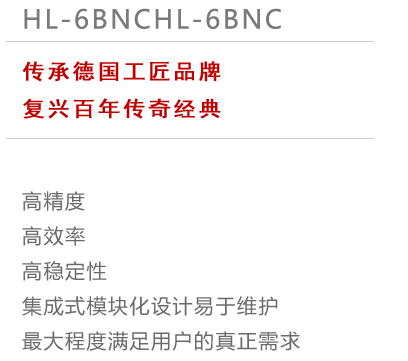 HL-6BNCHL-6BNC
传承德国工匠品牌
复兴百年传奇经典
高精度
高效率
高稳定性
集成式模块化设计易于维护
最大程度满足用户的真正需求